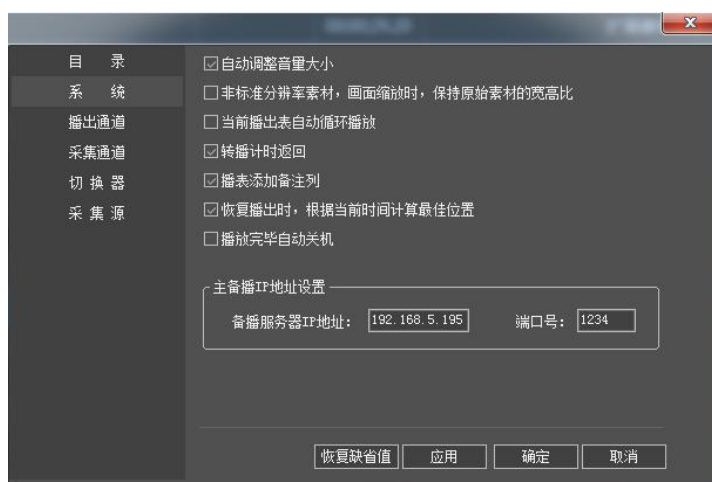 目 录
系 统
播出通道
采集通道
切 换 器
采 集 源
自动调整音量大小
非标准分辨率素材，画面缩放时，保持原始素材的宽高比
当前播出表自动循环播放
转播计时返回
播表添加备注列
恢复播出时，根据当前时间计算最佳位置
播放完毕自动关机
主备播IP地址设置
备播服务器IP地址： 192.168.5.195 端口号： 1234
恢复缺省值 应用 确定 取消